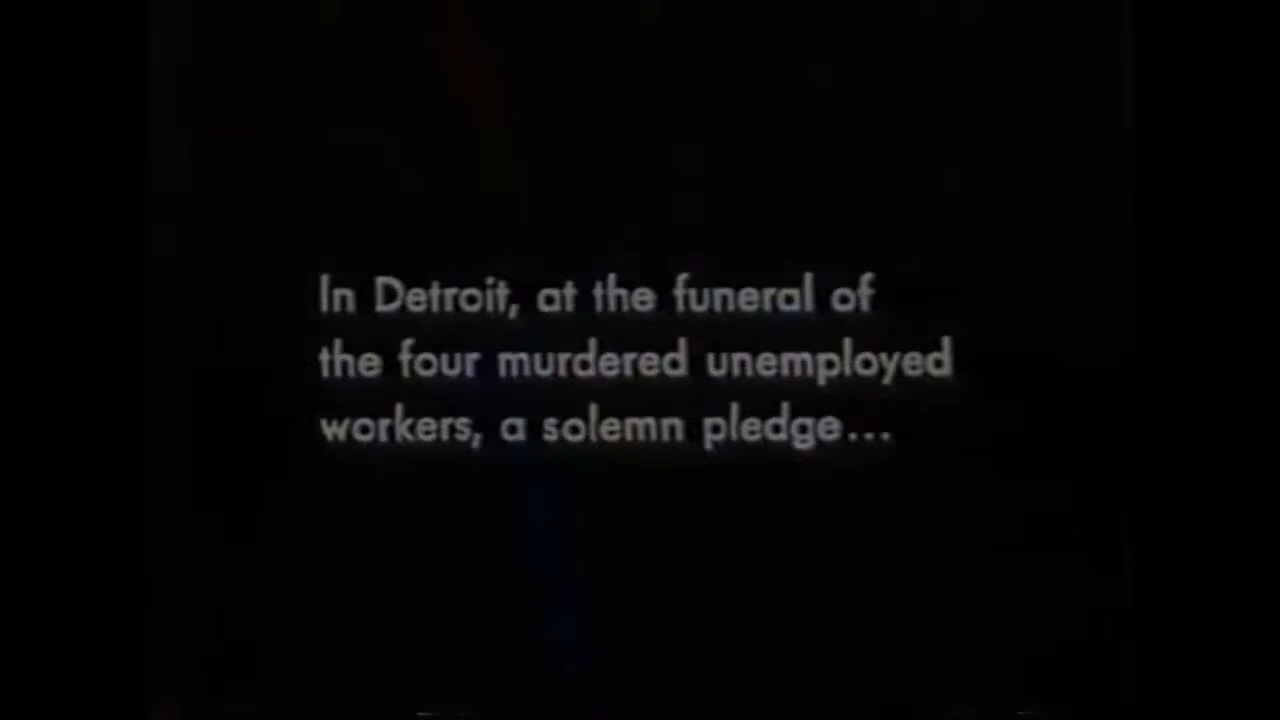 In Detroit, at the funeral of
the four murdered unemployed
workers, a solemn pledge...